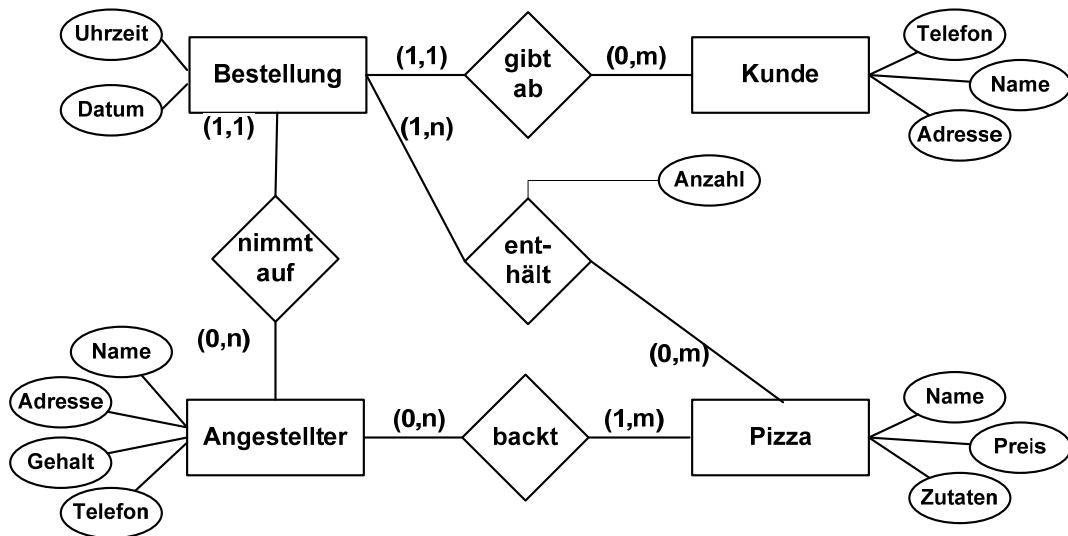 Uhrzeit
Datum
Bestellung
(1,1)
gibt
ab
(0,m)
Kunde
Telefon
Name
Adresse
(1,1)
(1,n)
Anzahl
nimmt
auf
ent-
hält
(0,n)
(0,m)
Name
Adresse
Gehalt
Telefon
Angestellter
(0,n)
backt
(1,m)
Pizza
Name
Preis
Zutaten